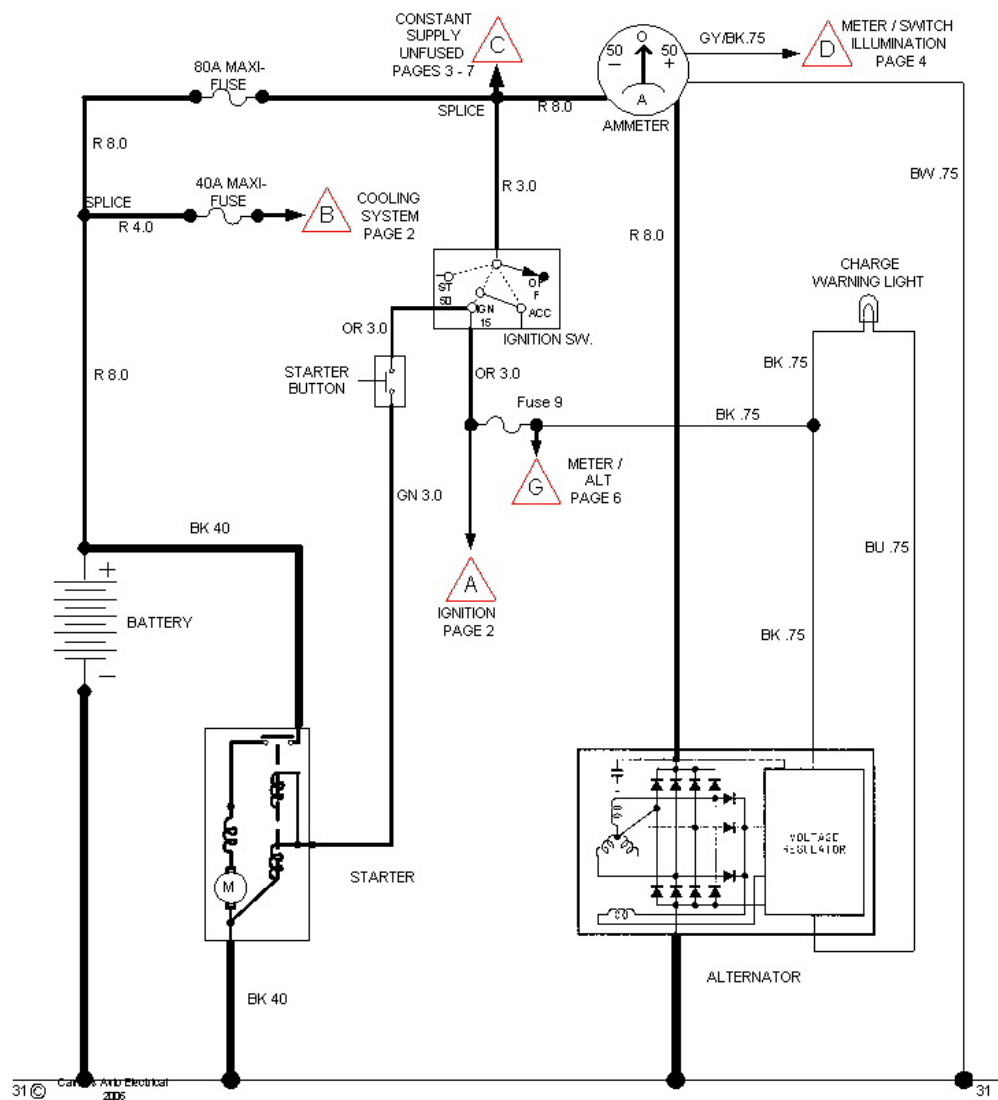 CONSTANT
SUPPLY
UNFUSED
PAGES 3 - 7
C
50
O
50
-
+
A
AMMETER
GY/BK.75
D
METER / SWITCH
ILLUMINATION
PAGE 4
80A MAXI-
FUSE
SPLICE
R 8.0
R 8.0
R 3.0
BW .75
40A MAXI-
FUSE
SPLICE
R 4.0
B
COOLING
SYSTEM
PAGE 2
R 8.0
CHARGE
WARNING LIGHT
ST
50
IGN
15
ACC
OF
F
IGNITION SW.
OR 3.0
STARTER
BUTTON
OR 3.0
R 8.0
BK .75
Fuse 9
BK .75
G
METER /
ALT
PAGE 6
GN 3.0
BK 40
BU .75
A
IGNITION
PAGE 2
+
BATTERY
-
BK .75
M
STARTER
VOLTAGE
REGULATOR
ALTERNATOR
BK 40
31 ©
Auto Electrical
2006
31